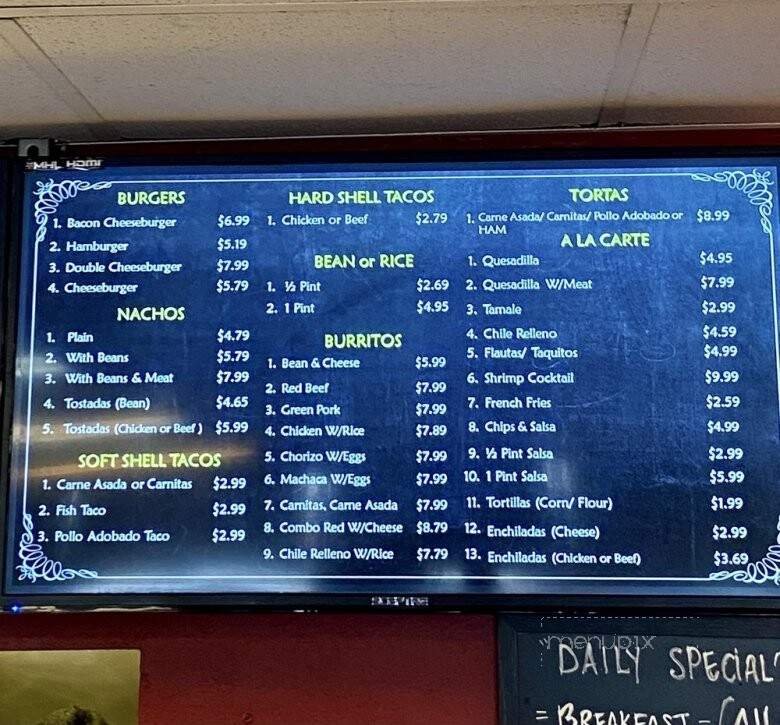 MHL HDMI
BURGERS
1. Bacon Cheeseburger $6.99
2. Hamburger $5.19
3. Double Cheeseburger $7.99
4. Cheeseburger $5.79
NACHOS
1. Plain $4.79
2. With Beans $5.79
3. With Beans & Meat $7.99
4. Tostadas (Bean) $4.65
5. Tostadas (Chicken or Beef ) $5.99
SOFT SHELL TACOS
1. Carne Asada or Carnitas $2.99
2. Fish Taco $2.99
3. Pollo Adobado Taco $2.99
HARD SHELL TACOS
1. Chicken or Beef $2.79
BEAN or RICE
1. ½ Pint $2.69
2. 1 Pint $4.95
BURRITOS
1. Bean & Cheese $5.99
2. Red Beef $7.99
3. Green Pork $7.99
4. Chicken W/Rice $7.89
5. Chorizo W/Eggs $7.99
6. Machaca W/Eggs $7.99
7. Carnitas, Carne Asada $7.99
8. Combo Red W/Cheese $8.79
9. Chile Relleno W/Rice $7.79
TORTAS
1. Carne Asada/ Carnitas/ Pollo Adobado or $8.99
HAM
A LA CARTE
1. Quesadilla $4.95
2. Quesadilla W/Meat $7.99
3. Tamale $2.99
4. Chile Relleno $4.59
5. Flautas/ Taquitos $4.99
6. Shrimp Cocktail $9.99
7. French Fries $2.59
8. Chips & Salsa $4.99
9. ½ Pint Salsa $2.99
10. 1 Pint Salsa $5.99
11. Tortillas (Corn/ Flour) $1.99
12. Enchiladas (Cheese) $2.99
13. Enchiladas (Chicken or Beef) $3.69
SCEPTRE
menupix
DAILY SPECIAL'
= BREAKFAST -